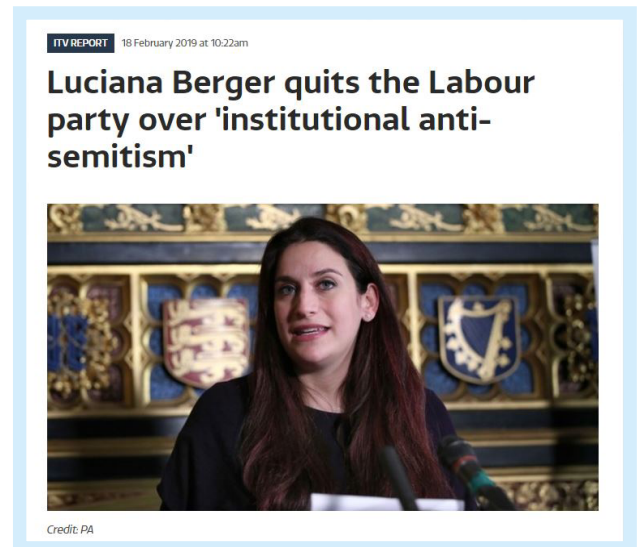 ITV REPORT 18 February 2019 at 10:22am
Luciana Berger quits the Labour
party over 'institutional anti-
semitism'
Credit: PA